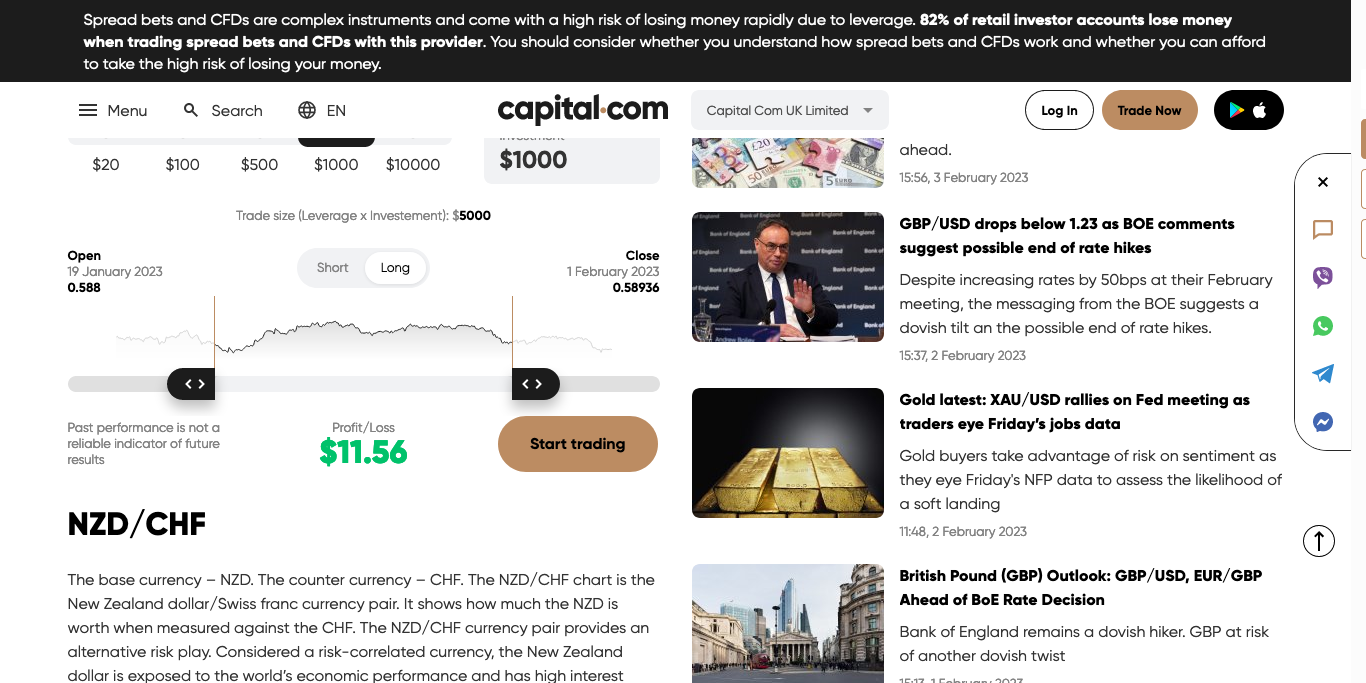 Spread bets and CFDs are complex instruments and come with a high risk of losing money rapidly due to leverage. 82% of retail investor accounts lose money
when trading spread bets and CFDs with this provider. You should consider whether you understand how spread bets and CFDs work and whether you can afford
to take the high risk of losing your money.
Menu
Search
EN
capital.com
Capital Com UK Limited
Log In
Trade Now
Investment
$20
$100
$500
$1000
$10000
$1000
Trade size (Leverage x Investement): $5000
Open
19 January 2023
0.588
Short
Long
Close
1 February 2023
0.58936
Past performance is not a
reliable indicator of future
results
Profit/Loss
$11.56
Start trading
NZD/CHF
The base currency – NZD. The counter currency – CHF. The NZD/CHF chart is the
New Zealand dollar/Swiss franc currency pair. It shows how much the NZD is
worth when measured against the CHF. The NZD/CHF currency pair provides an
alternative risk play. Considered a risk-correlated currency, the New Zealand
dollar is exposed to the world's economic performance and has high interest
ahead.
15:56, 3 February 2023
GBP/USD drops below 1.23 as BOE comments
suggest possible end of rate hikes
Despite increasing rates by 50bps at their February
meeting, the messaging from the BOE suggests a
dovish tilt an the possible end of rate hikes.
15:37, 2 February 2023
Gold latest: XAU/USD rallies on Fed meeting as
traders eye Friday’s jobs data
Gold buyers take advantage of risk on sentiment as
they eye Friday's NFP data to assess the likelihood of
a soft landing
11:48, 2 February 2023
British Pound (GBP) Outlook: GBP/USD, EUR/GBP
Ahead of BoE Rate Decision
Bank of England remains a dovish hiker. GBP at risk
of another dovish twist
15:13, 1 February 2023